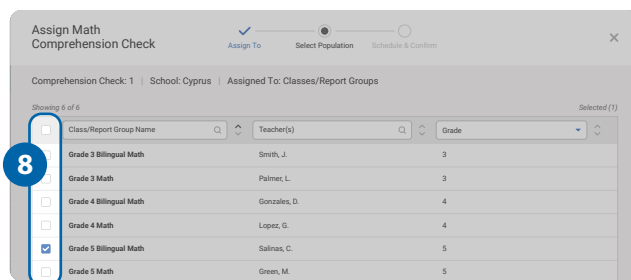 Assign Math
Comprehension Check
Assign To
Select Population
Schedule & Confirm
Comprehension Check: 1 | School: Cyprus | Assigned To: Classes/Report Groups
Showing 6 of 6
Selected (1)
Class/Report Group Name
Teacher(s)
Grade
8
Grade 3 Bilingual Math Smith, J. 3
Grade 3 Math Palmer, L. 3
Grade 4 Bilingual Math Gonzales, D. 4
Grade 4 Math Lopez, G. 4
Grade 5 Bilingual Math Salinas, C. 5
Grade 5 Math Green, M. 5